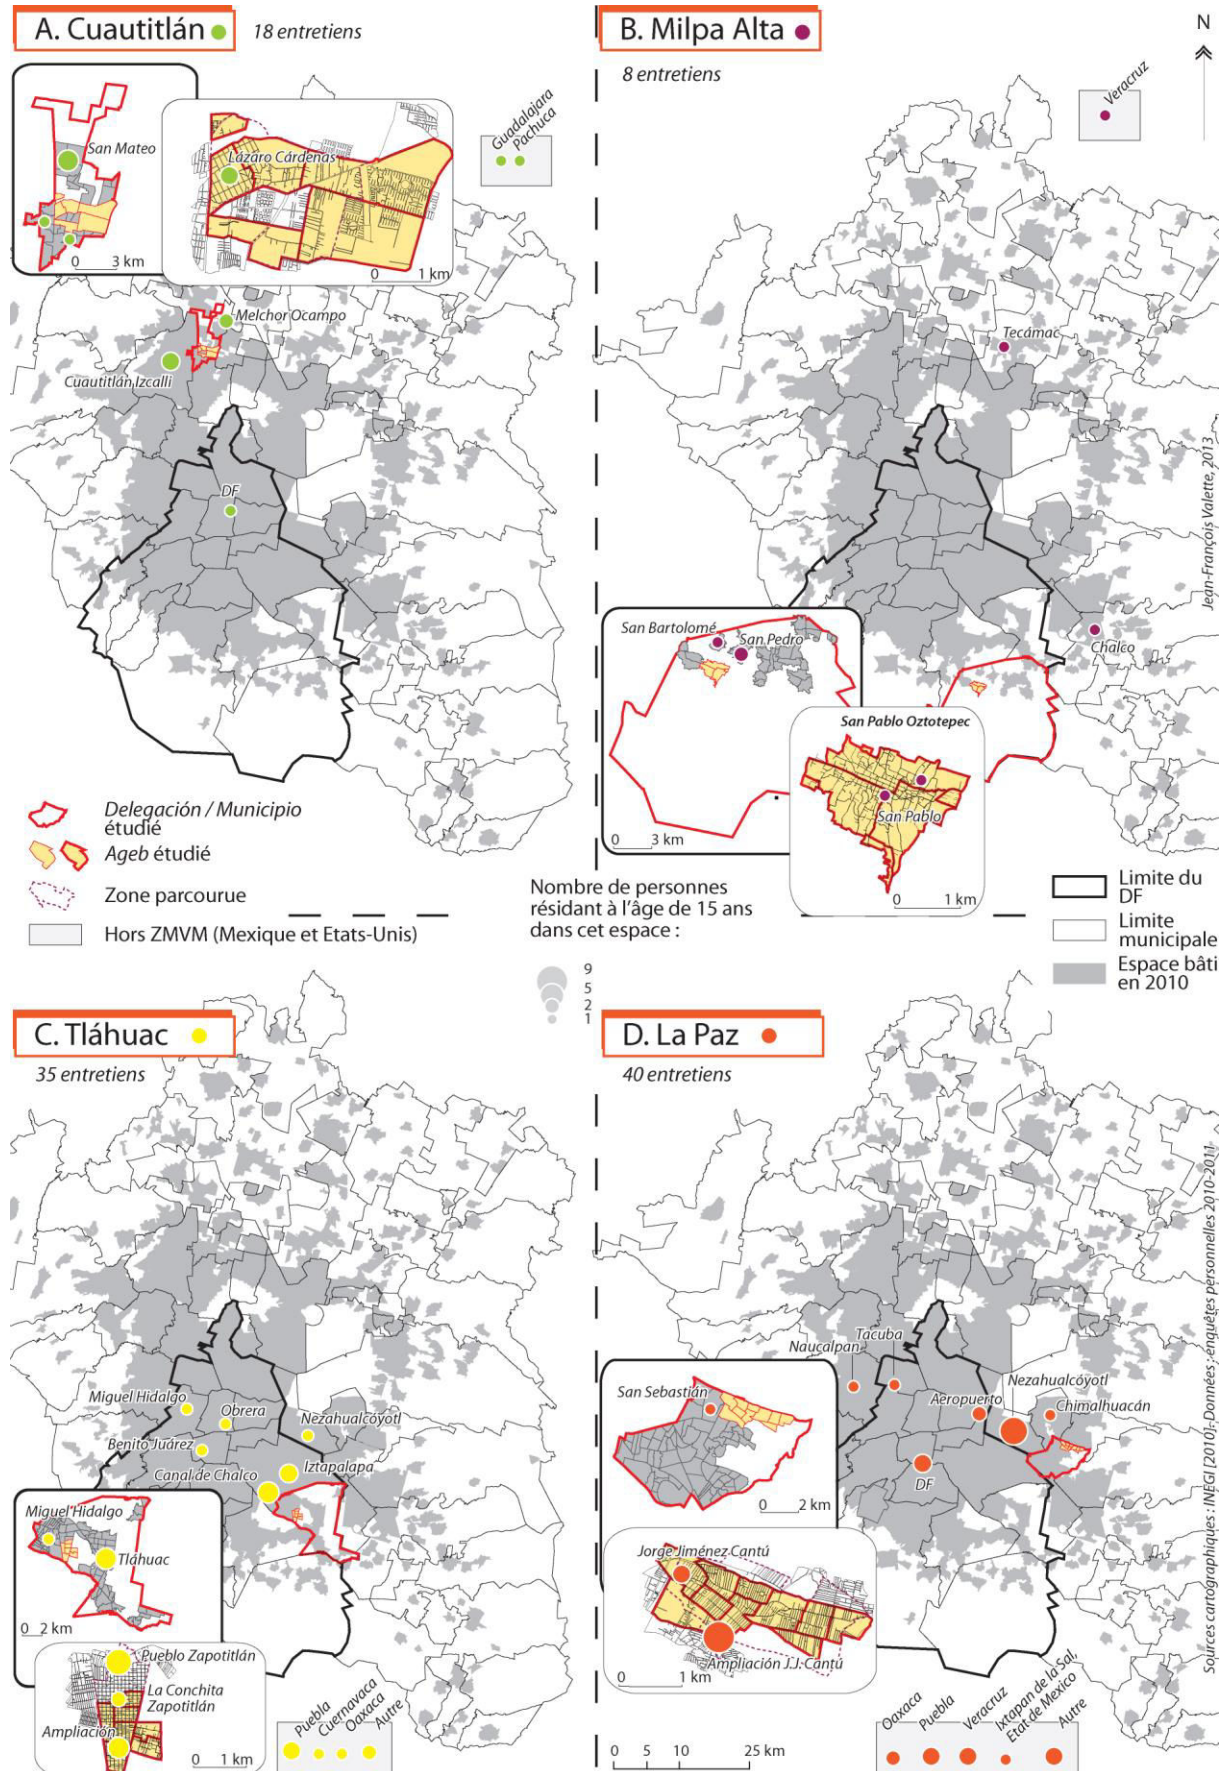 A. Cuautitlán
18 entretiens
San Mateo
0 3 km
Lázaro Cárdenas
0 1 km
Guadalajara
Pachuca
Melchor Ocampo
Cuautitlán Izcalli
DF
B. Milpa Alta
8 entretiens
N
Veracruz
Tecámac
Chalco
San Bartolomé
San Pedro
0 3 km
San Pablo Oztotepec
San Pablo
0 1 km
Jean-François Valette, 2013
Delegación / Municipio
étudié
Ageb étudié
Zone parcourue
Hors ZMVM (Mexique et Etats-Unis)
Nombre de personnes
résidant à l'âge de 15 ans
dans cet espace :
9
5
2
1
Limite du
DF
Limite
municipale
Espace bâti
en 2010
C. Tláhuac
35 entretiens
Miguel Hidalgo
Obrera
Nezahualcóyotl
Benito Juárez
Iztapalapa
Canal de Chalco
Miguel Hidalgo
Tláhuac
0 2 km
Pueblo Zapotitlán
La Conchita
Zapotitlán
Ampliación
0 1 km
Puebla
Cuernavaca
Oaxaca
Autre
D. La Paz
40 entretiens
Naucalpan
Tacuba
Aeropuerto
Nezahualcóyotl
Chimalhuacán
DF
San Sebastián
0 2 km
Jorge Jiménez Cantú
Ampliación J.J. Cantú
0 1 km
Oaxaca
Puebla
Veracruz
Ixtapan de la Sal,
Etat de Mexico
Autre
0 5 10 25 km
Sources cartographiques : INEGI [2010]; Données : enquêtes personnelles 2010-2011